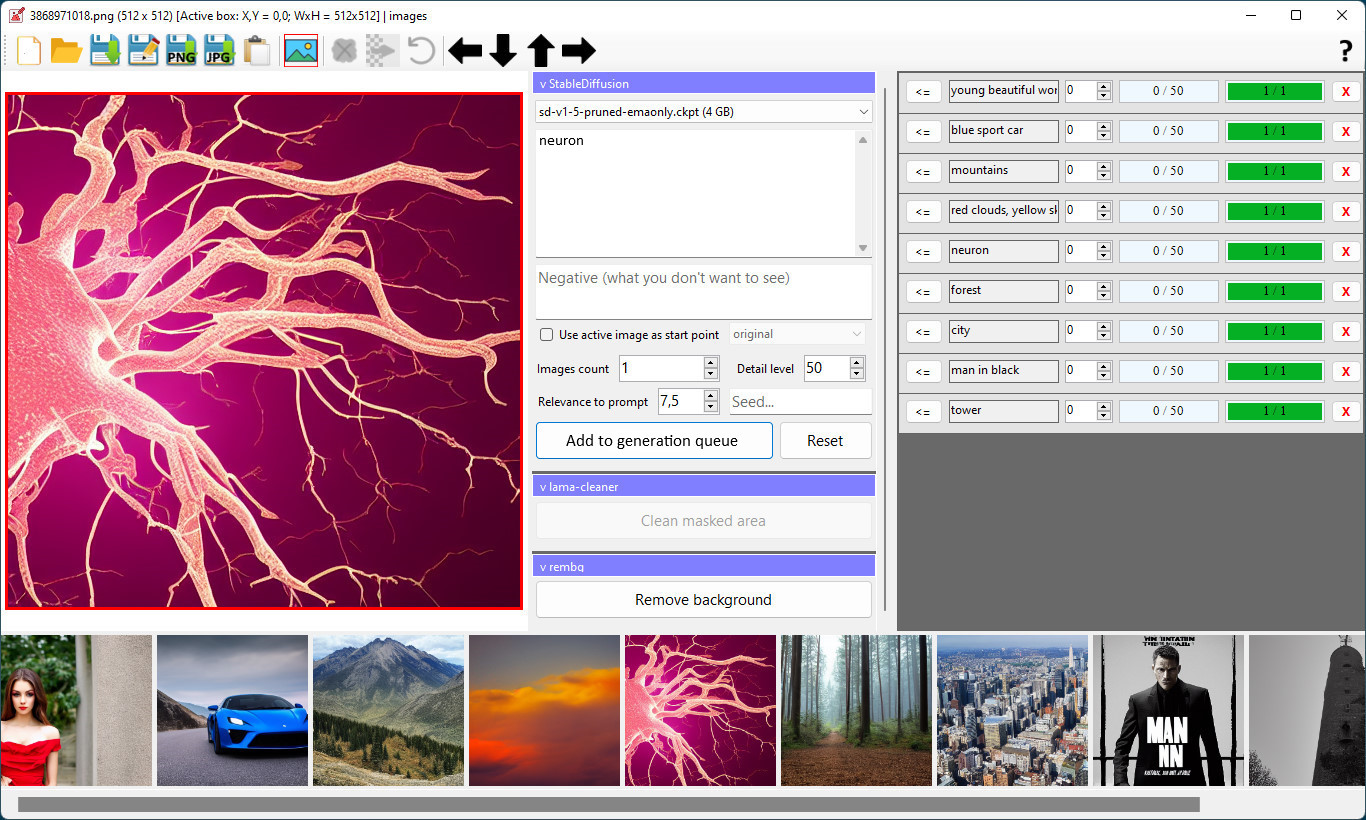 3868971018.png (512 x 512) [Active box: X,Y = 0,0; WxH = 512x512] | images
PNG
JPG
?
v StableDiffusion
sd-v1-5-pruned-emaonly.ckpt (4 GB)
neuron
Negative (what you don't want to see)
Use active image as start point original
Images count 1 Detail level 50
Relevance to prompt 7,5 Seed...
Add to generation queue Reset
v lama-cleaner
Clean masked area
v rembg
Remove background
<= young beautiful wor 0 0 / 50 1 / 1 X
<= blue sport car 0 0 / 50 1 / 1 X
<= mountains 0 0 / 50 1 / 1 X
<= red clouds, yellow sk 0 0 / 50 1 / 1 X
<= neuron 0 0 / 50 1 / 1 X
<= forest 0 0 / 50 1 / 1 X
<= city 0 0 / 50 1 / 1 X
<= man in black 0 0 / 50 1 / 1 X
<= tower 0 0 / 50 1 / 1 X
MAN
NN